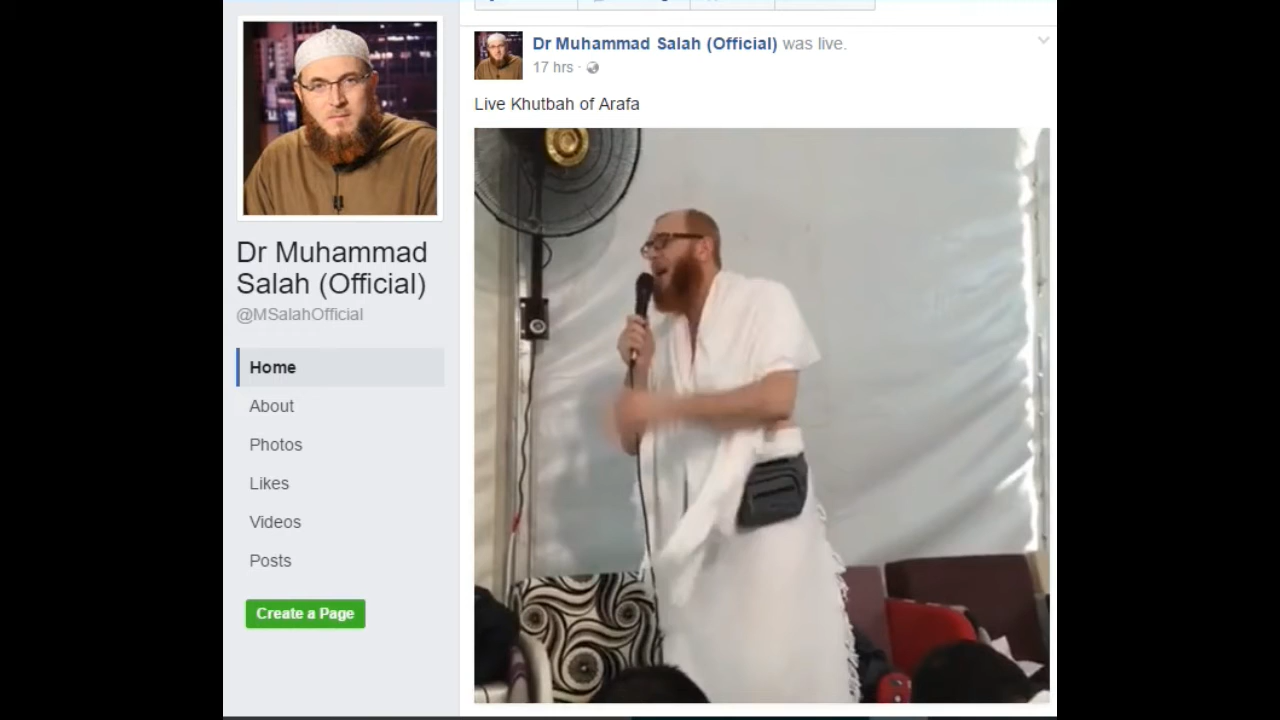 Dr Muhammad
Salah (Official)
@MSalahOfficial
Home
About
Photos
Likes
Videos
Posts
Create a Page
Dr Muhammad Salah (Official) was live.
17 hrs ·
Live Khutbah of Arafa